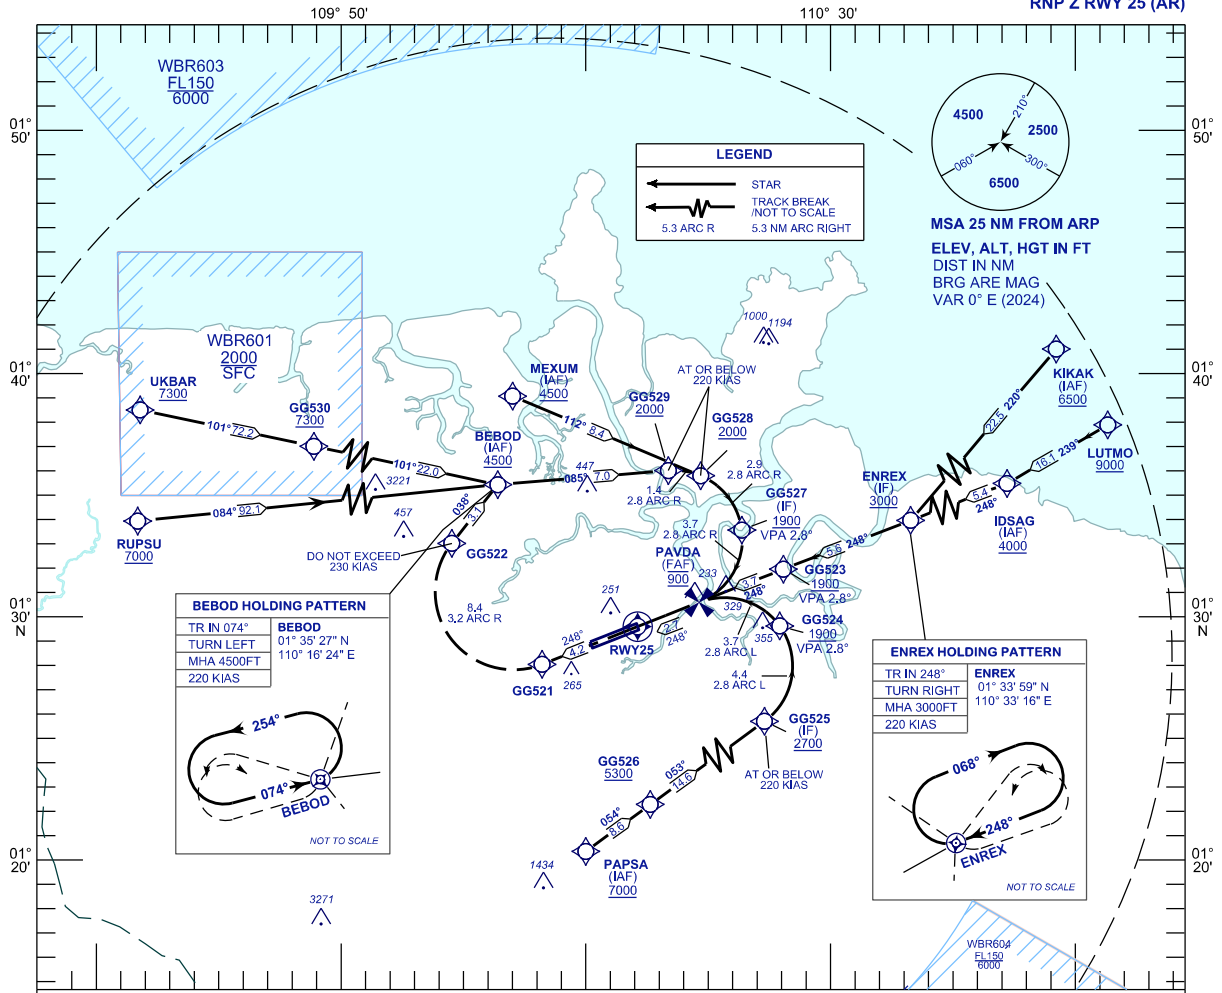 RNP Z RWY 25 (AR)
109° 50'
110° 30'
WBR603
FL150
6000
01°
50'
01°
50'
4500
210°
2500
060°
300°
6500
MSA 25 NM FROM ARP
ELEV, ALT, HGT IN FT
DIST IN NM
BRG ARE MAG
VAR 0° E (2024)
LEGEND
STAR
TRACK BREAK
/NOT TO SCALE
5.3 ARC R
5.3 NM ARC RIGHT
WBR601
2000
SFC
1000
1194
01°
40'
01°
40'
UKBAR
7300
GG530
7300
101°
72.2
101°
22.0
MEXUM
(IAF)
4500
112°
8.4
AT OR BELOW
220 KIAS
GG529
2000
GG528
2000
KIKAK
(IAF)
6500
22.5
220°
LUTMO
9000
16.1
239°
BEBOD
(IAF)
4500
447
085°
7.0
3221
457
084°
92.1
RUPSU
7000
038°
3.1
DO NOT EXCEED
230 KIAS
GG522
2.9
2.8 ARC R
1.4
2.8 ARC R
GG527
(IF)
1900
VPA 2.8°
3.7
2.8 ARC R
ENREX
(IF)
3000
5.4
248°
IDSAG
(IAF)
4000
5.6
248°
PAVDA
(FAF)
900
233
3.7
248°
329
GG523
1900
VPA 2.8°
GG524
1900
VPA 2.8°
355
3.7
2.8 ARC L
4.4
2.8 ARC L
8.4
3.2 ARC R
251
248°
4.2
RWY25
2.7
248°
GG521
265
01°
30'
N
01°
30'
N
GG525
(IF)
2700
AT OR BELOW
220 KIAS
GG526
5300
053°
14.6
054°
8.6
PAPSA
(IAF)
7000
1434
3271
BEBOD HOLDING PATTERN
TR IN 074°
TURN LEFT
MHA 4500FT
220 KIAS
BEBOD
01° 35' 27" N
110° 16' 24" E
254°
074°
BEBOD
NOT TO SCALE
ENREX HOLDING PATTERN
TR IN 248°
TURN RIGHT
MHA 3000FT
220 KIAS
ENREX
01° 33' 59" N
110° 33' 16" E
068°
248°
ENREX
NOT TO SCALE
01°
20'
01°
20'
WBR604
FL150
6000